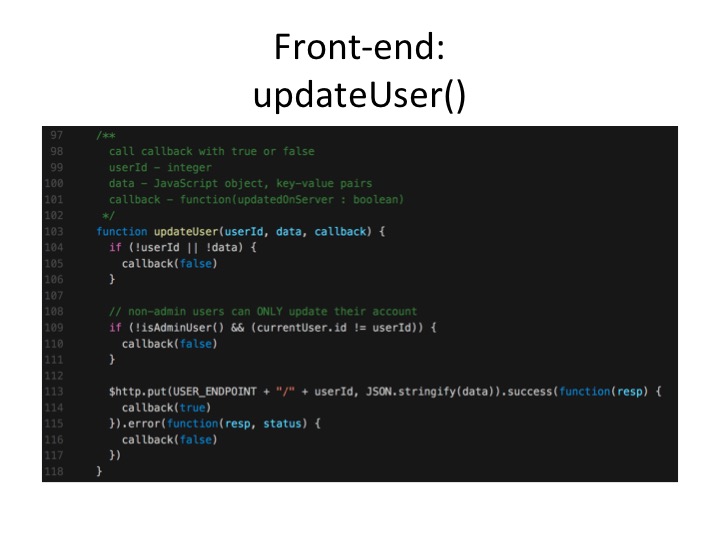 Front-end:
updateUser()
97 /**
98 call callback with true or false
99 userId - integer
100 data - JavaScript object, key-value pairs
101 callback - function(updatedOnServer : boolean)
102 */
103 function updateUser(userId, data, callback) {
104 if (!userId || !data) {
105 callback(false)
106 }
107
108 // non-admin users can ONLY update their account
109 if (!isAdminUser() && (currentUser.id != userId)) {
110 callback(false)
111 }
112
113 $http.put(USER_ENDPOINT + "/" + userId, JSON.stringify(data)).success(function(resp) {
114 callback(true)
115 }).error(function(resp, status) {
116 callback(false)
117 })
118 }